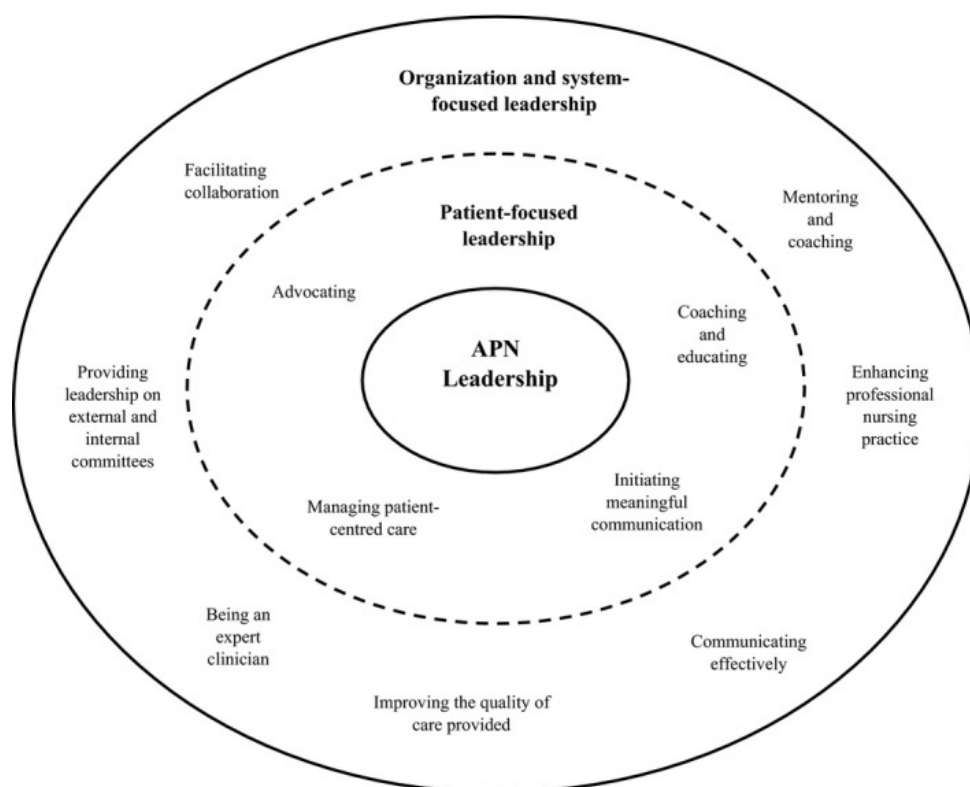 Organization and system-
focused leadership
Facilitating
collaboration
Mentoring
and
coaching
Patient-focused
leadership
Advocating
Coaching
and
educating
APN
Leadership
Providing
leadership on
external and
internal
committees
Enhancing
professional
nursing
practice
Managing patient-
centred care
Initiating
meaningful
communication
Being an
expert
clinician
Communicating
effectively
Improving the quality of
care provided